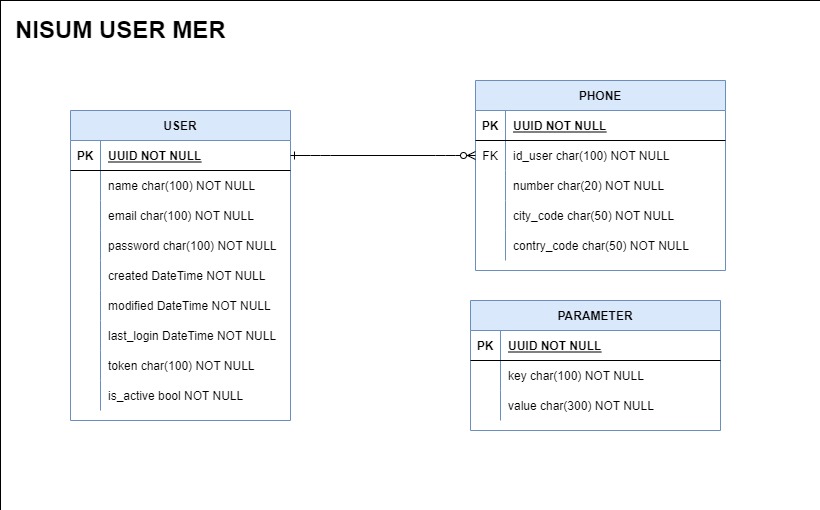 NISUM USER MER
USER
PK UUID NOT NULL
name char(100) NOT NULL
email char(100) NOT NULL
password char(100) NOT NULL
created DateTime NOT NULL
modified DateTime NOT NULL
last_login DateTime NOT NULL
token char(100) NOT NULL
is_active bool NOT NULL
PHONE
PK UUID NOT NULL
FK id_user char(100) NOT NULL
number char(20) NOT NULL
city_code char(50) NOT NULL
contry_code char(50) NOT NULL
PARAMETER
PK UUID NOT NULL
key char(100) NOT NULL
value char(300) NOT NULL